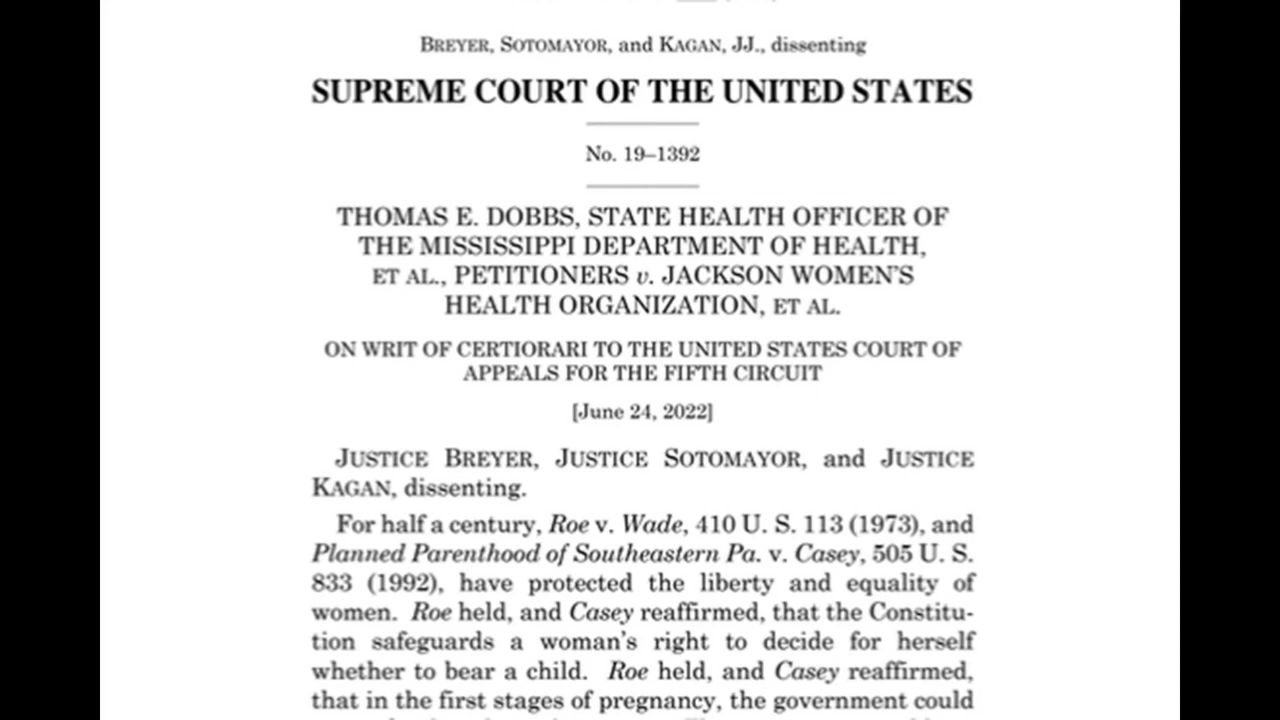 BREYER, SOTOMAYOR, and KAGAN, JJ., dissenting
SUPREME COURT OF THE UNITED STATES
No. 19–1392
THOMAS E. DOBBS, STATE HEALTH OFFICER OF
THE MISSISSIPPI DEPARTMENT OF HEALTH,
ET AL., PETITIONERS v. JACKSON WOMEN'S
HEALTH ORGANIZATION, ET AL.
ON WRIT OF CERTIORARI TO THE UNITED STATES COURT OF
APPEALS FOR THE FIFTH CIRCUIT
[June 24, 2022]
JUSTICE BREYER, JUSTICE SOTOMAYOR, and JUSTICE
KAGAN, dissenting.
For half a century, Roe v. Wade, 410 U. S. 113 (1973), and
Planned Parenthood of Southeastern Pa. v. Casey, 505 U. S.
833 (1992), have protected the liberty and equality of
women. Roe held, and Casey reaffirmed, that the Constitu-
tion safeguards a woman's right to decide for herself
whether to bear a child. Roe held, and Casey reaffirmed,
that in the first stages of pregnancy, the government could